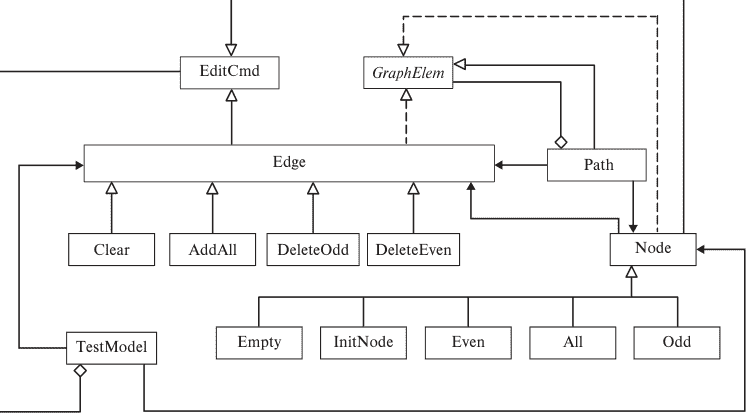 EditCmd
GraphElem
Edge
Path
Clear
AddAll
DeleteOdd
DeleteEven
Node
Empty
InitNode
Even
All
Odd
TestModel